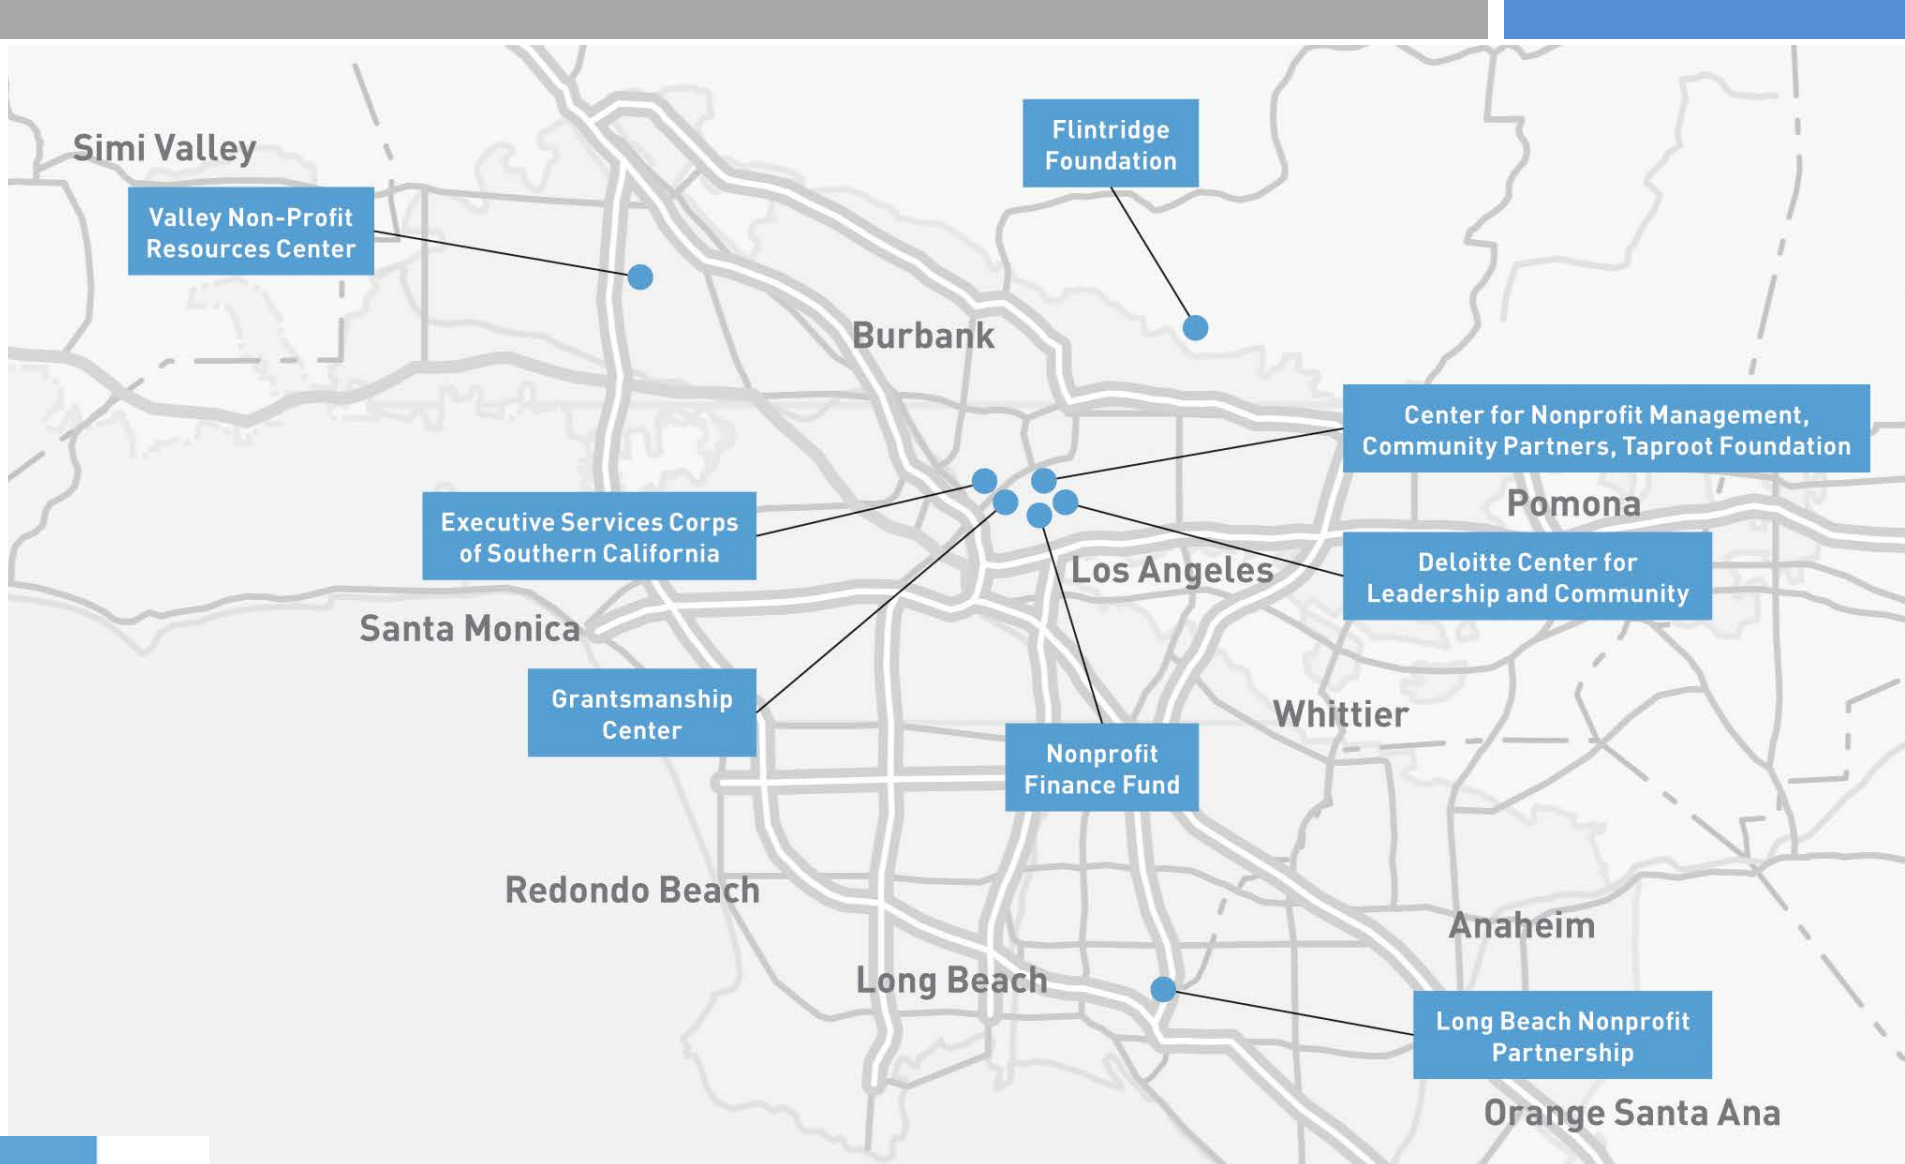 Flintridge
Foundation
Simi Valley
Valley Non-Profit
Resources Center
Burbank
Center for Nonprofit Management,
Community Partners, Taproot Foundation
Pomona
Executive Services Corps
of Southern California
Los Angeles
Deloitte Center for
Leadership and Community
Santa Monica
Grantsmanship
Center
Whittier
Nonprofit
Finance Fund
Redondo Beach
Anaheim
Long Beach
Long Beach Nonprofit
Partnership
Orange Santa Ana